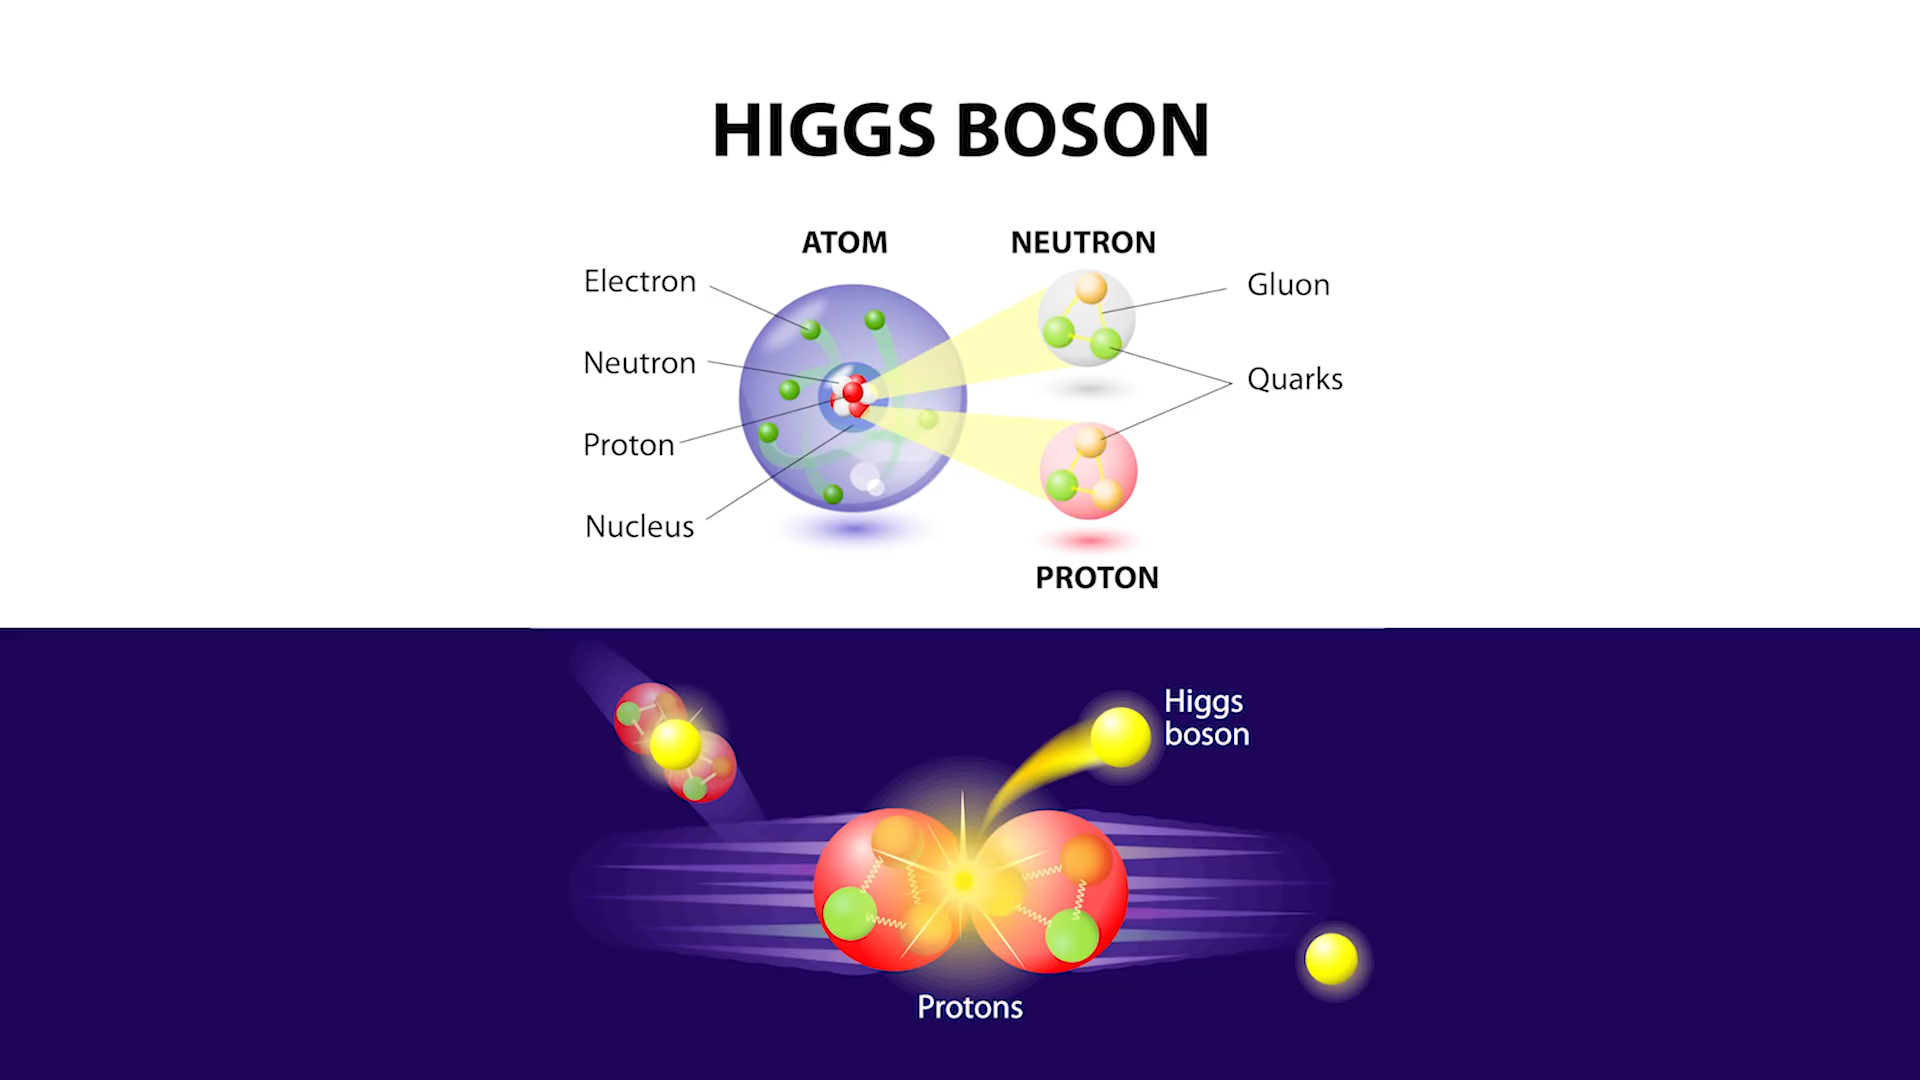 HIGGS BOSON
ATOM
NEUTRON
Electron
Gluon
Neutron
Quarks
Proton
Nucleus
PROTON
Higgs
boson
Protons